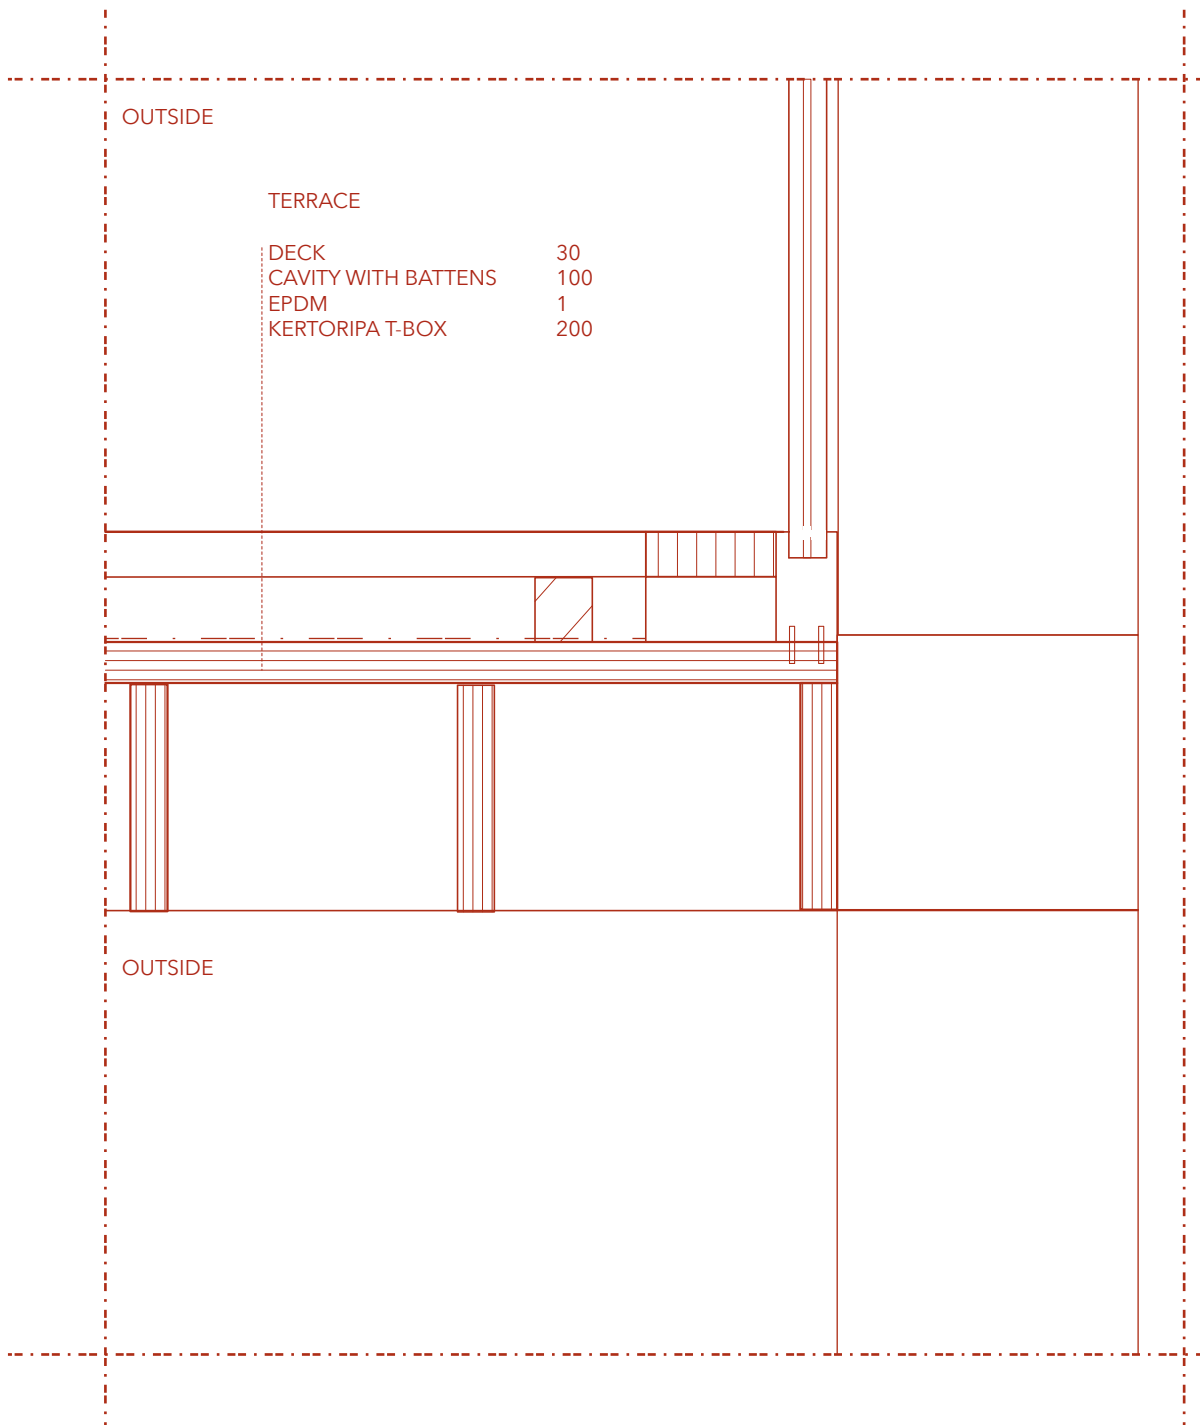 OUTSIDE
TERRACE
DECK 30
CAVITY WITH BATTENS 100
EPDM 1
KERTORIPA T-BOX 200
OUTSIDE